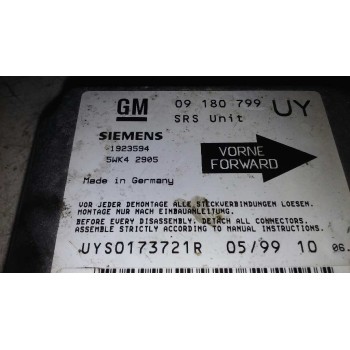 GM 09 180 799 UY
SRS Unit
SIEMENS
1923594
5WK4 2905
VORNE
FORWARD
Made in Germany
VOR JEDER DEMONTAGE ALLE STECKVERBINDUNGEN LOESEN.
MONTAGE NUR NACH EINBAUANLEITUNG.
BEFORE EVERY DISASSEMBLY, DETACH ALL CONNECTORS.
ASSEMBLE STRICTLY ACCORDING TO MANUAL INSTRUCTIONS.
UYS0173721R 05/99 10 06.